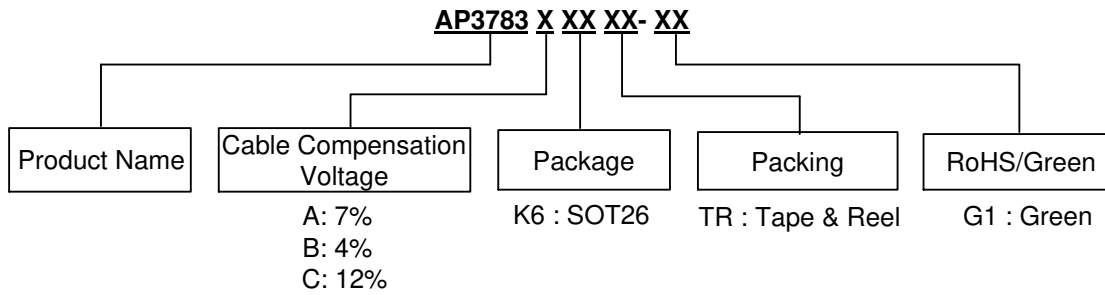 AP3783 X XX XX- XX
Product Name
Cable Compensation
Voltage
A: 7%
B: 4%
C: 12%
Package
K6 : SOT26
Packing
TR : Tape & Reel
RoHS/Green
G1 : Green